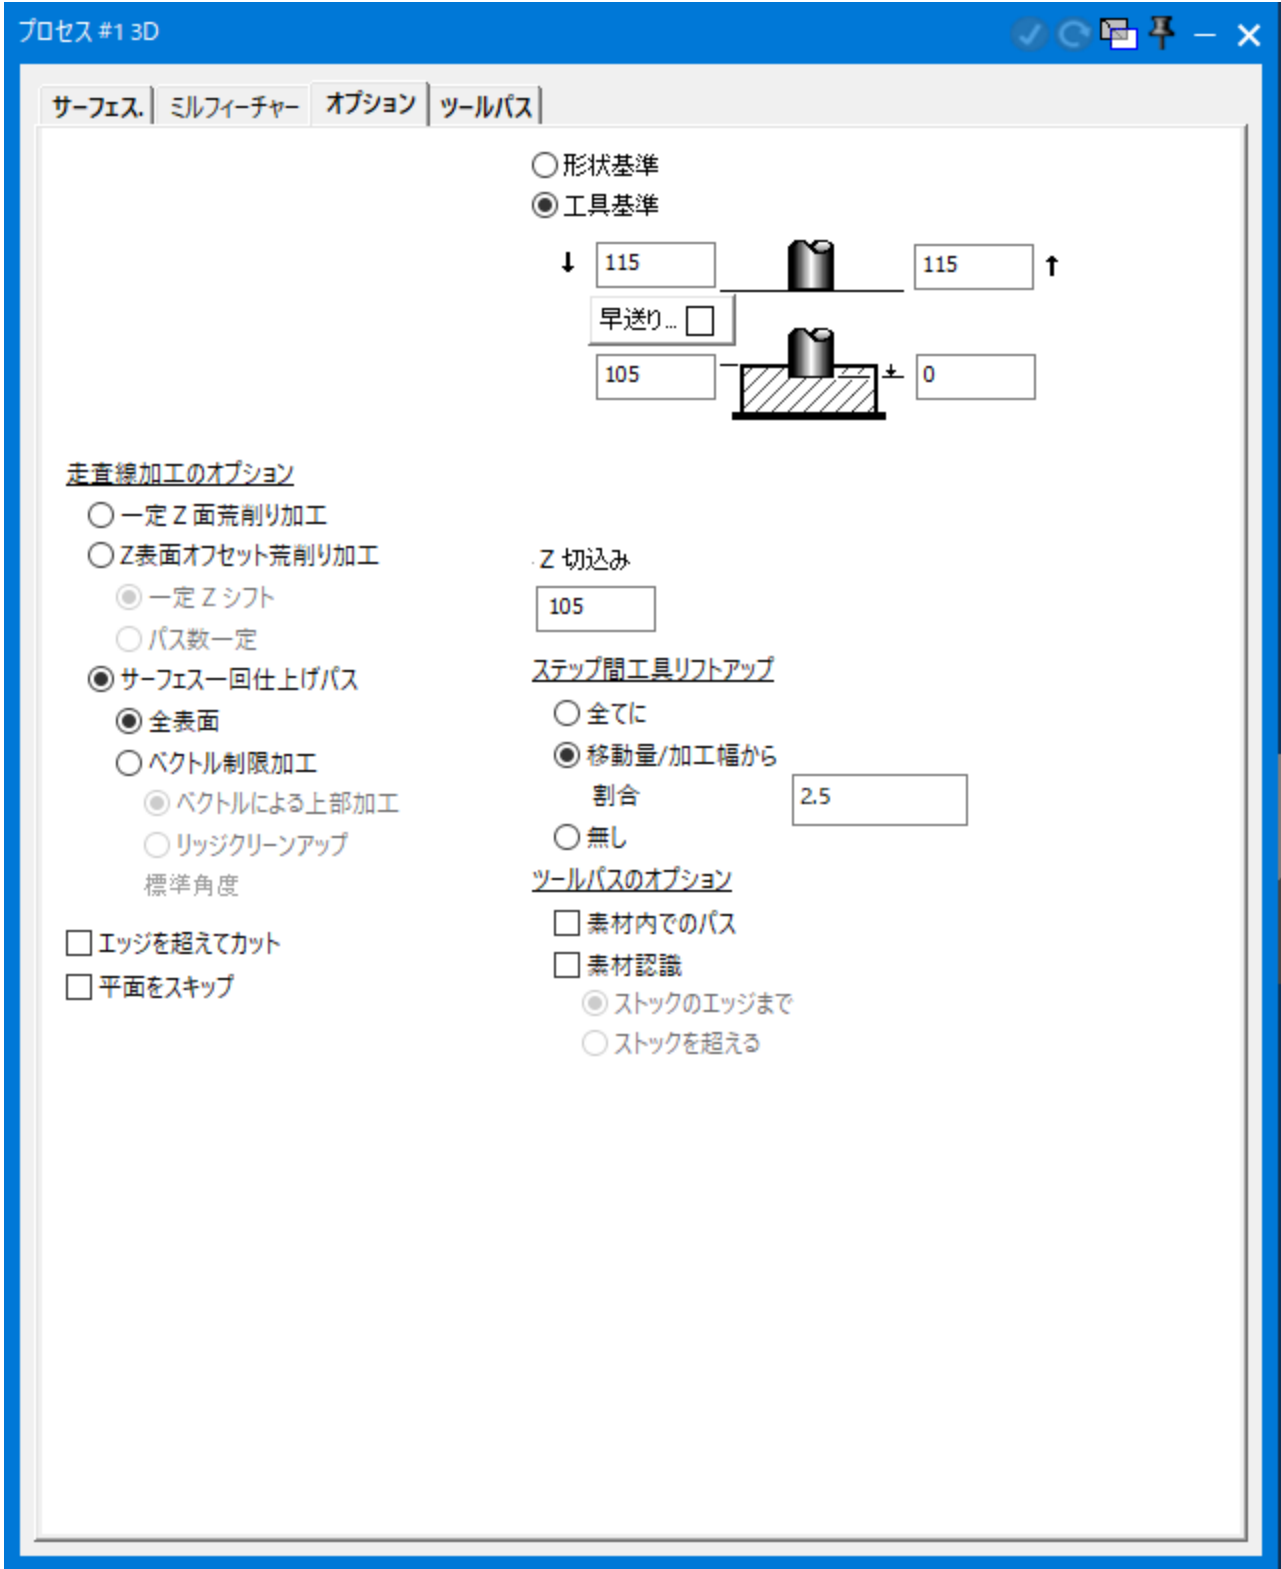 プロセス #1 3D
サーフェス. ミルフィーチャー オプション ツールパス
形状基準
工具基準
115 115
早送り...
105 0
走査線加工のオプション
一定 Z 面荒削り加工
Z表面オフセット荒削り加工
一定 Z シフト
パス数一定
サーフェス一回仕上げパス
全表面
ベクトル制限加工
ベクトルによる上部加工
リッジクリーンアップ
標準角度
エッジを超えてカット
平面をスキップ
Z 切込み
105
ステップ間工具リフトアップ
全てに
移動量/加工幅から
割合 2.5
無し
ツールパスのオプション
素材内でのパス
素材認識
ストックのエッジまで
ストックを超える